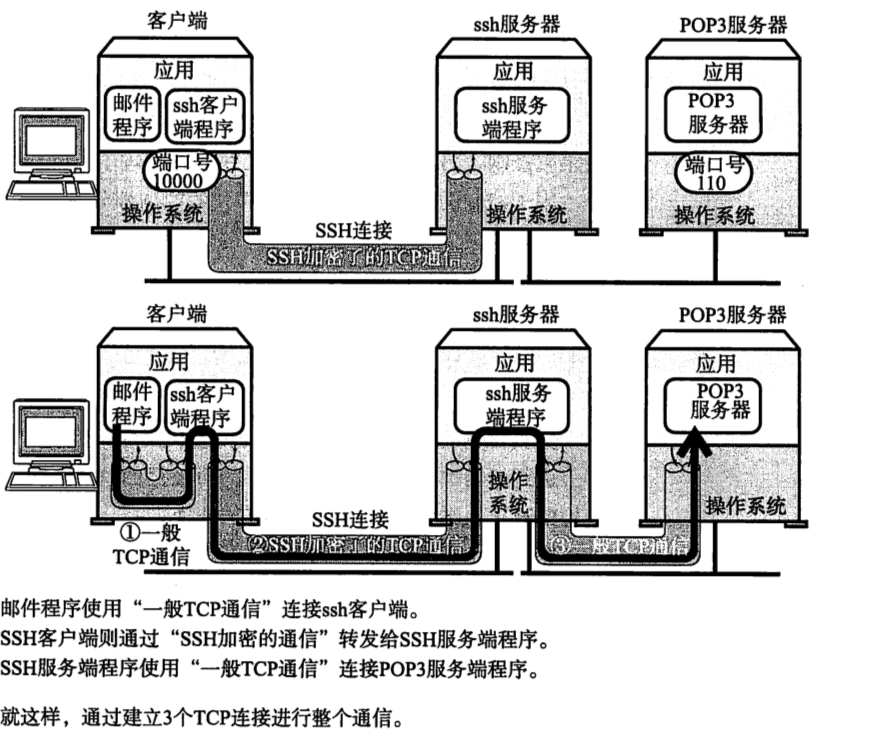 客户端
ssh服务器
POP3服务器
应用
应用
应用
邮件
程序
ssh客户
端程序
ssh服务
端程序
POP3
服务器
端口号
10000
端口号
110
操作系统
操作系统
操作系统
SSH连接
SSH加密了的TCP通信
客户端
ssh服务器
POP3服务器
应用
应用
应用
邮件
程序
ssh客户
端程序
ssh服务
端程序
POP3
服务器
操作
系统
操作系统
SSH连接
①一般
TCP通信
②SSH加密了的TCP通信
③一般TCP通信
邮件程序使用“一般TCP通信”连接ssh客户端。
SSH客户端则通过“SSH加密的通信”转发给SSH服务端程序。
SSH服务端程序使用“一般TCP通信”连接POP3服务端程序。
就这样，通过建立3个TCP连接进行整个通信。